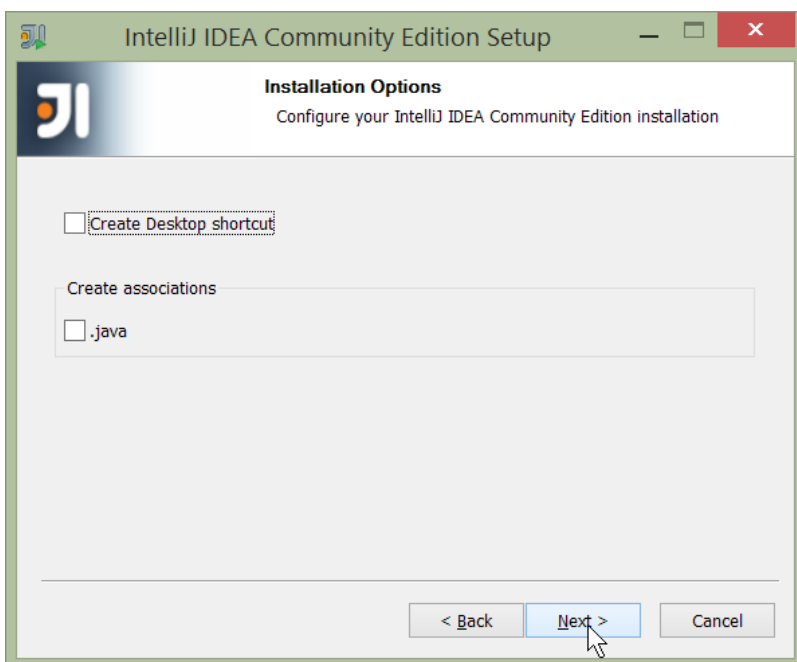 IntelliJ IDEA Community Edition Setup
Installation Options
Configure your IntelliJ IDEA Community Edition installation
Create Desktop shortcut
Create associations
.java
< Back
Next >
Cancel